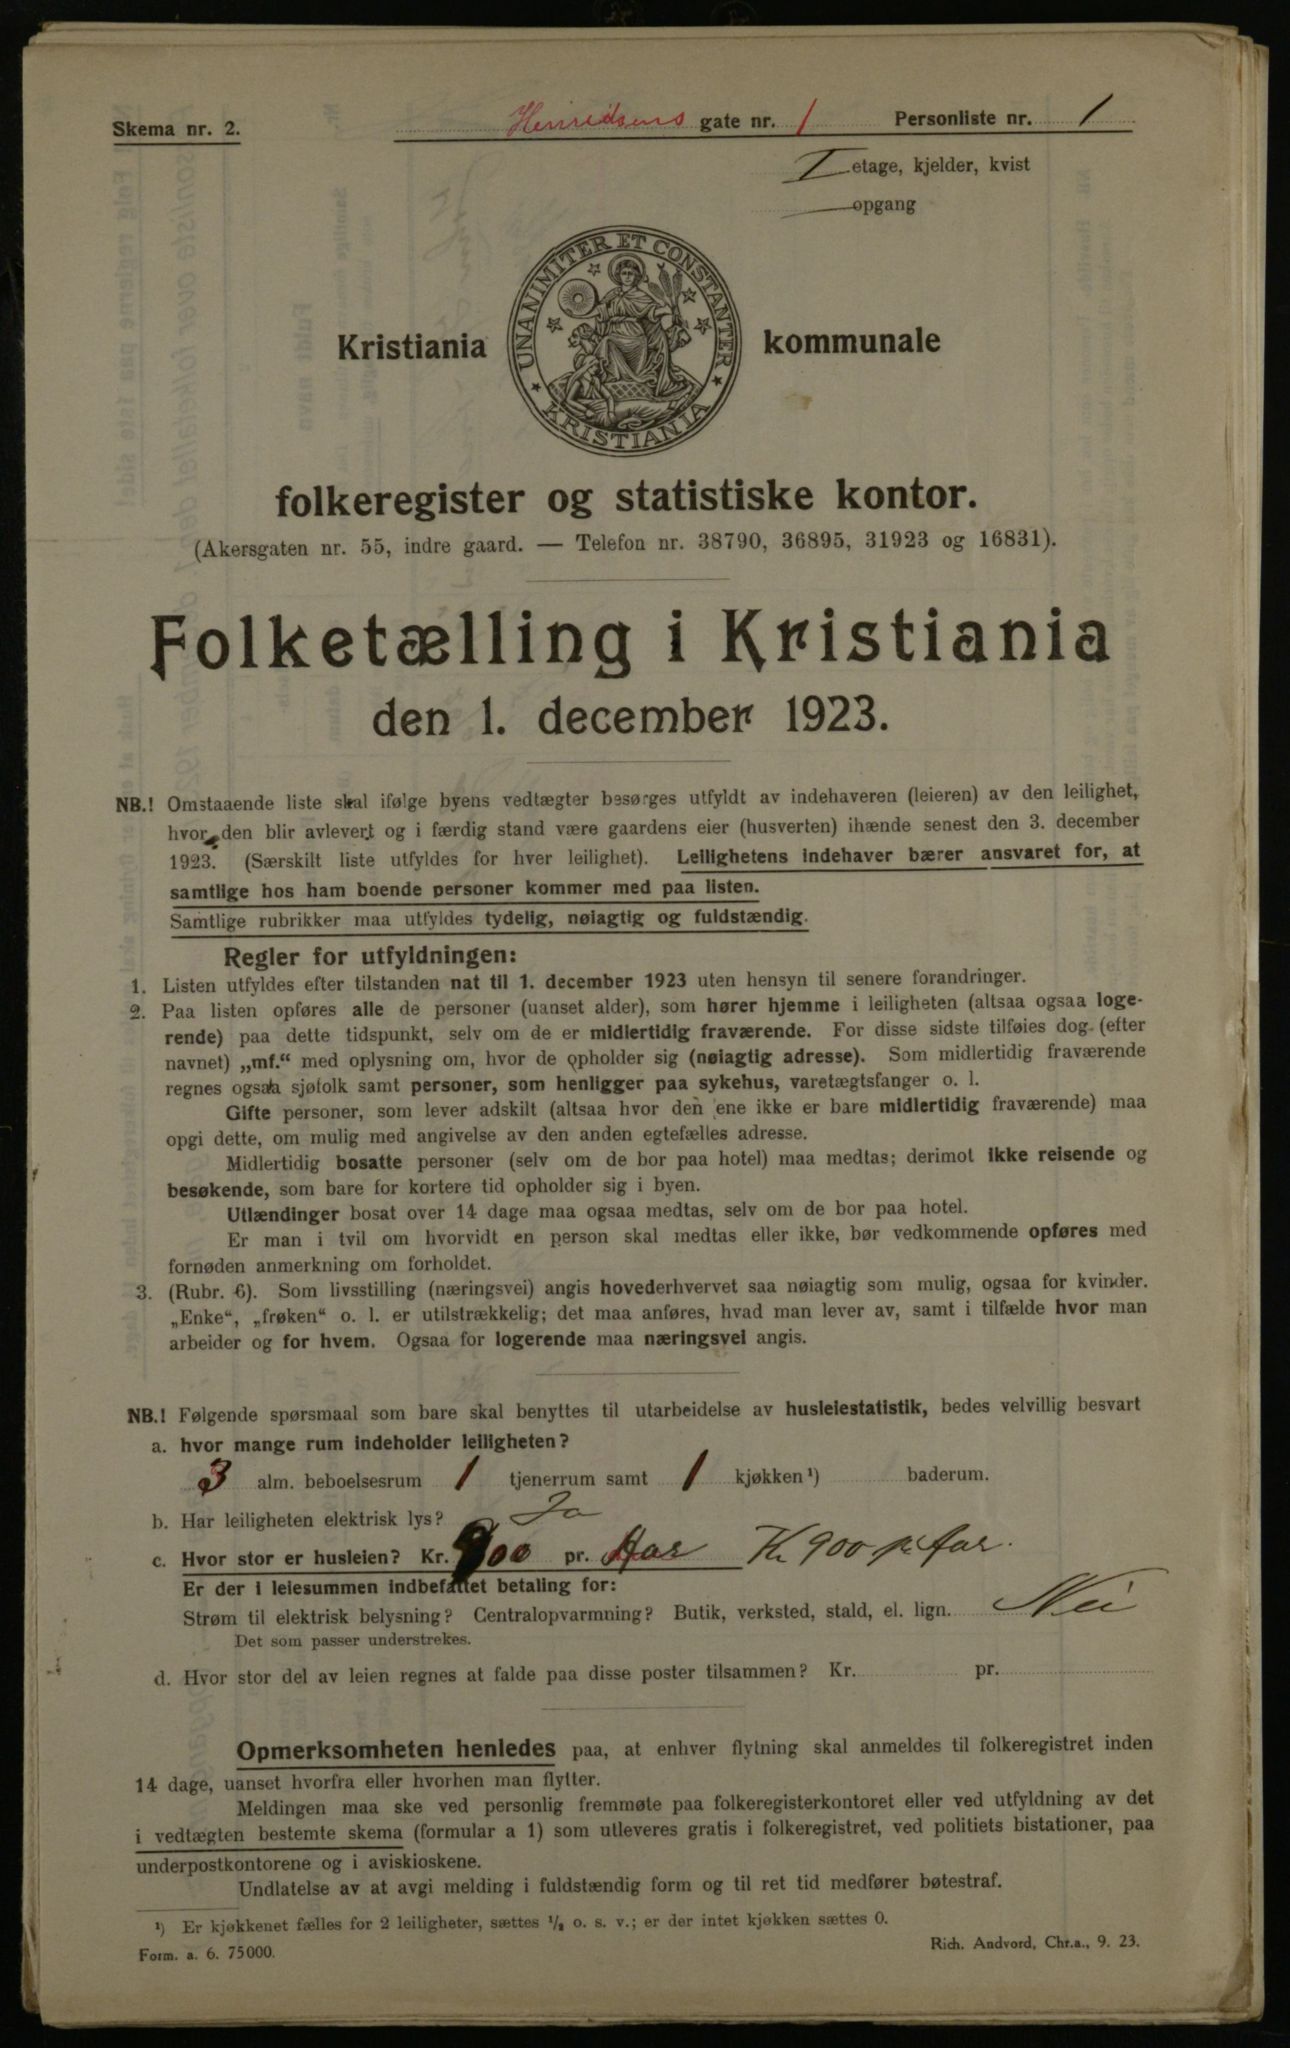 Skema nr. 2.
Henridsens gate nr. 1 Personliste nr. 1
I etage, kjelder, kvist
opgang
UNANIMITER ET CONSTANTER
KRISTIANIA
Kristiania kommunale
folkeregister og statistiske kontor.
(Akersgaten nr. 55, indre gaard. — Telefon nr. 38790, 36895, 31923 og 16831).
Folketælling i Kristiania
den 1. december 1923.
NB.! Omstaaende liste skal ifølge byens vedtægter besørges utfyldt av indehaveren (leieren) av den leilighet,
hvor den blir avlevert og i færdig stand være gaardens eier (husverten) ihænde senest den 3. december
1923. (Særskilt liste utfyldes for hver leilighet). Leilighetens indehaver bærer ansvaret for, at
samtlige hos ham boende personer kommer med paa listen.
Samtlige rubrikker maa utfyldes tydelig, nøiagtig og fuldstændig.
Regler for utfyldningen:
1. Listen utfyldes efter tilstanden nat til 1. december 1923 uten hensyn til senere forandringer.
2. Paa listen opføres alle de personer (uanset alder), som hører hjemme i leiligheten (altsaa ogsaa loge-
rende) paa dette tidspunkt, selv om de er midlertidig fraværende. For disse sidste tilføies dog (efter
navnet) „mf.“ med oplysning om, hvor de opholder sig (nøiagtig adresse). Som midlertidig fraværende
regnes ogsaa sjøfolk samt personer, som henligger paa sykehus, varetægtsfanger o. l.
Gifte personer, som lever adskilt (altsaa hvor den ene ikke er bare midlertidig fraværende) maa
opgi dette, om mulig med angivelse av den anden egtefælles adresse.
Midlertidig bosatte personer (selv om de bor paa hotel) maa medtas; derimot ikke reisende og
besøkende, som bare for kortere tid opholder sig i byen.
Utlændinger bosat over 14 dage maa ogsaa medtas, selv om de bor paa hotel.
Er man i tvil om hvorvidt en person skal medtas eller ikke, bør vedkommende opføres med
fornøden anmerkning om forholdet.
3. (Rubr. 6). Som livsstilling (næringsvei) angis hovederhvervet saa nøiagtig som mulig, ogsaa for kvinder.
„Enke“, „frøken“ o. l. er utilstrækkelig; det maa anføres, hvad man lever av, samt i tilfælde hvor man
arbeider og for hvem. Ogsaa for logerende maa næringsvei angis.
NB.! Følgende spørsmaal som bare skal benyttes til utarbeidelse av husleiestatistik, bedes velvillig besvart
a. hvor mange rum indeholder leiligheten?
3 alm. beboelsesrum 1 tjenerrum samt 1 kjøkken ¹) baderum.
b. Har leiligheten elektrisk lys? Ja
c. Hvor stor er husleien? Kr. 900 pr. Aar Kr 900 pr Aar.
Er der i leiesummen indbefattet betaling for:
Strøm til elektrisk belysning? Centralopvarmning? Butik, verksted, stald, el. lign. Nei
Det som passer understrekes.
d. Hvor stor del av leien regnes at falde paa disse poster tilsammen? Kr. pr.
Opmerksomheten henledes paa, at enhver flytning skal anmeldes til folkeregistret inden
14 dage, uanset hvorfra eller hvorhen man flytter.
Meldingen maa ske ved personlig fremmøte paa folkeregisterkontoret eller ved utfyldning av det
i vedtægten bestemte skema (formular a 1) som utleveres gratis i folkeregistret, ved politiets bistationer, paa
underpostkontorene og i aviskioskene.
Undlatelse av at avgi melding i fuldstændig form og til ret tid medfører bøtestraf.
¹) Er kjøkkenet fælles for 2 leiligheter, sættes ½ o. s. v.; er der intet kjøkken sættes 0.
Form. a. 6. 75000.
Rich. Andvord, Chr.a., 9. 23.